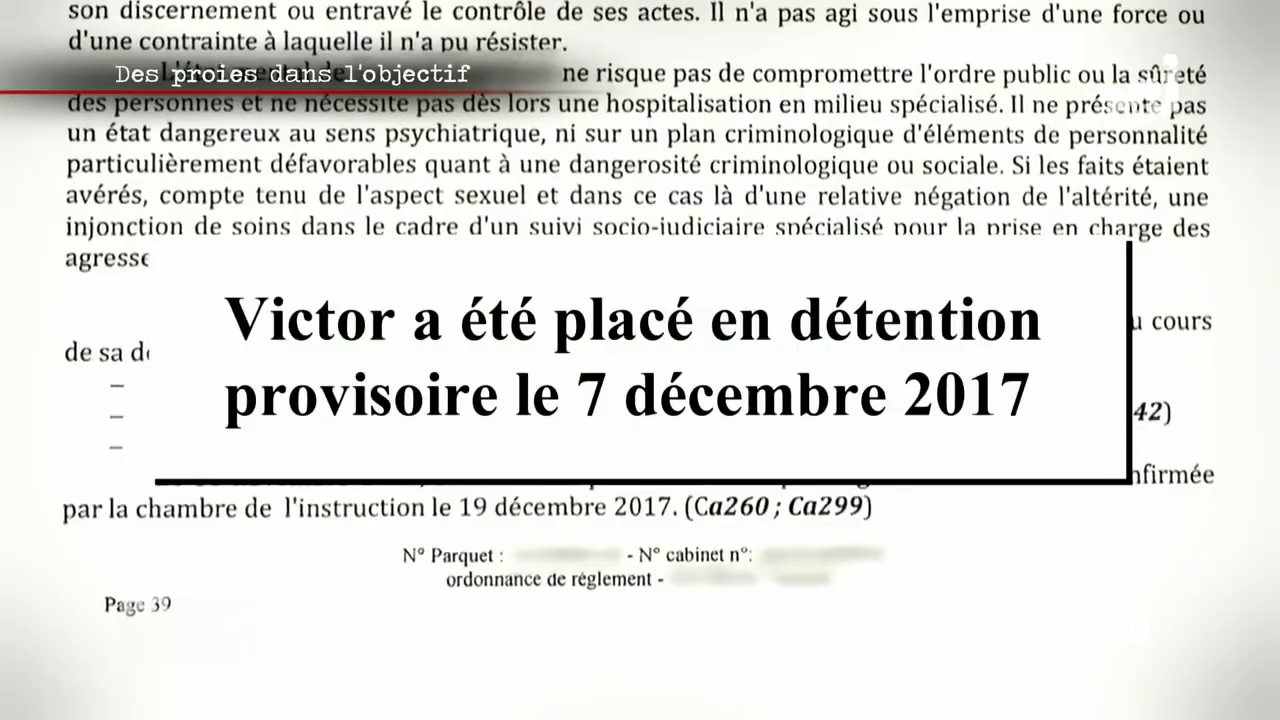 son discernement ou entravé le contrôle de ses actes. Il n'a pas agi sous l'emprise d'une force ou
d'une contrainte à laquelle il n'a pu résister.
Des proies dans l'objectif
ne risque pas de compromettre l'ordre public ou la sûreté
des personnes et ne nécessite pas dès lors une hospitalisation en milieu spécialisé. Il ne présente pas
un état dangereux au sens psychiatrique, ni sur un plan criminologique d'éléments de personnalité
particulièrement défavorables quant à une dangerosité criminologique ou sociale. Si les faits étaient
avérés, compte tenu de l'aspect sexuel et dans ce cas là d'une relative négation de l'altérité, une
injonction de soins dans le cadre d'un suivi socio-judiciaire spécialisé pour la prise en charge des
agresse
Victor a été placé en détention
provisoire le 7 décembre 2017
u cours
de sa d
–
–
42)
–
nfirmée
par la chambre de l'instruction le 19 décembre 2017. (Ca260 ; Ca299)
N° Parquet : - N° cabinet n°:
ordonnance de réglement -
Page 39